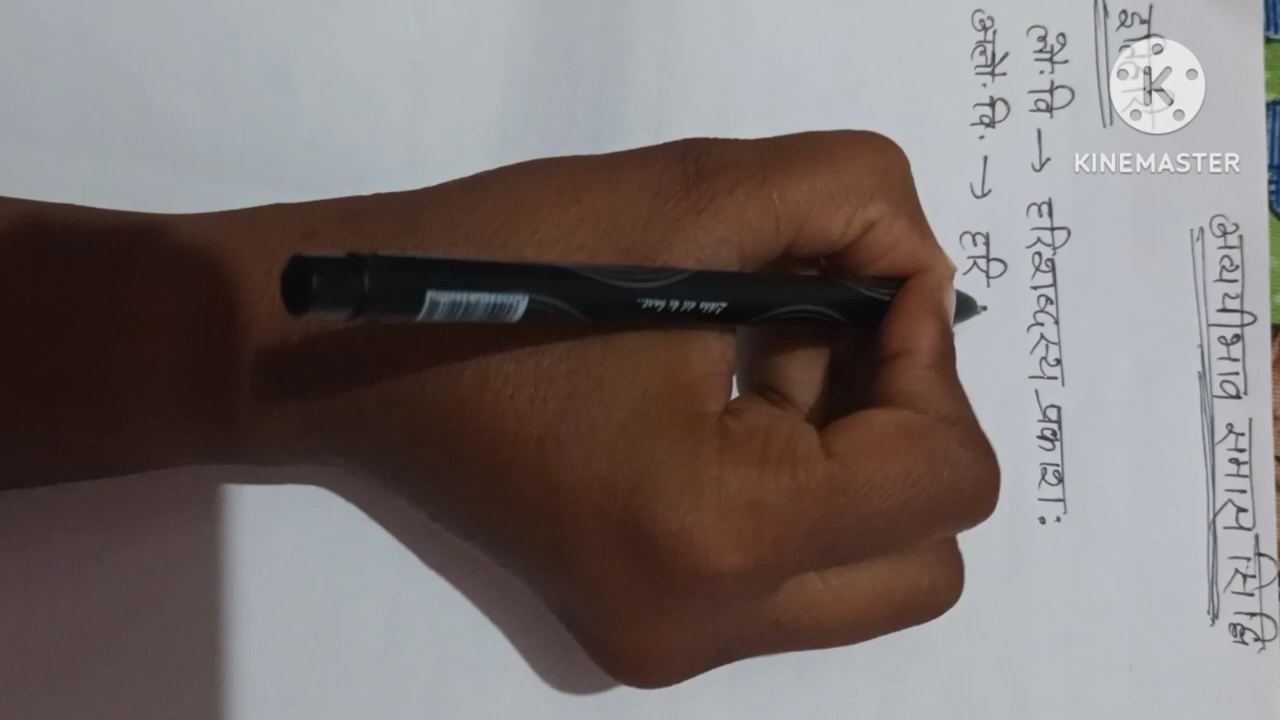 अव्ययीभाव समास सिद्धि
लौ. वि → हरिशब्दस्य प्रकाशः
अलौ. वि. → हरि
KINEMASTER